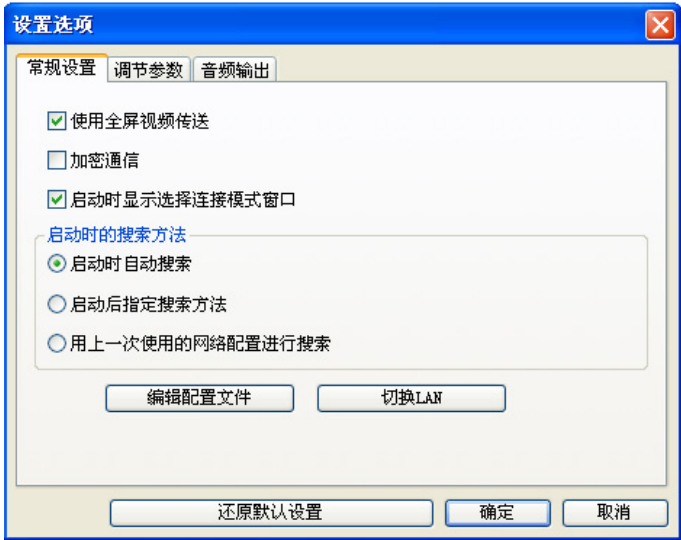 设置选项
常规设置 调节参数 音频输出
使用全屏视频传送
加密通信
启动时显示选择连接模式窗口
启动时的搜索方法
启动时自动搜索
启动后指定搜索方法
用上一次使用的网络配置进行搜索
编辑配置文件 切换LAN
还原默认设置 确定 取消